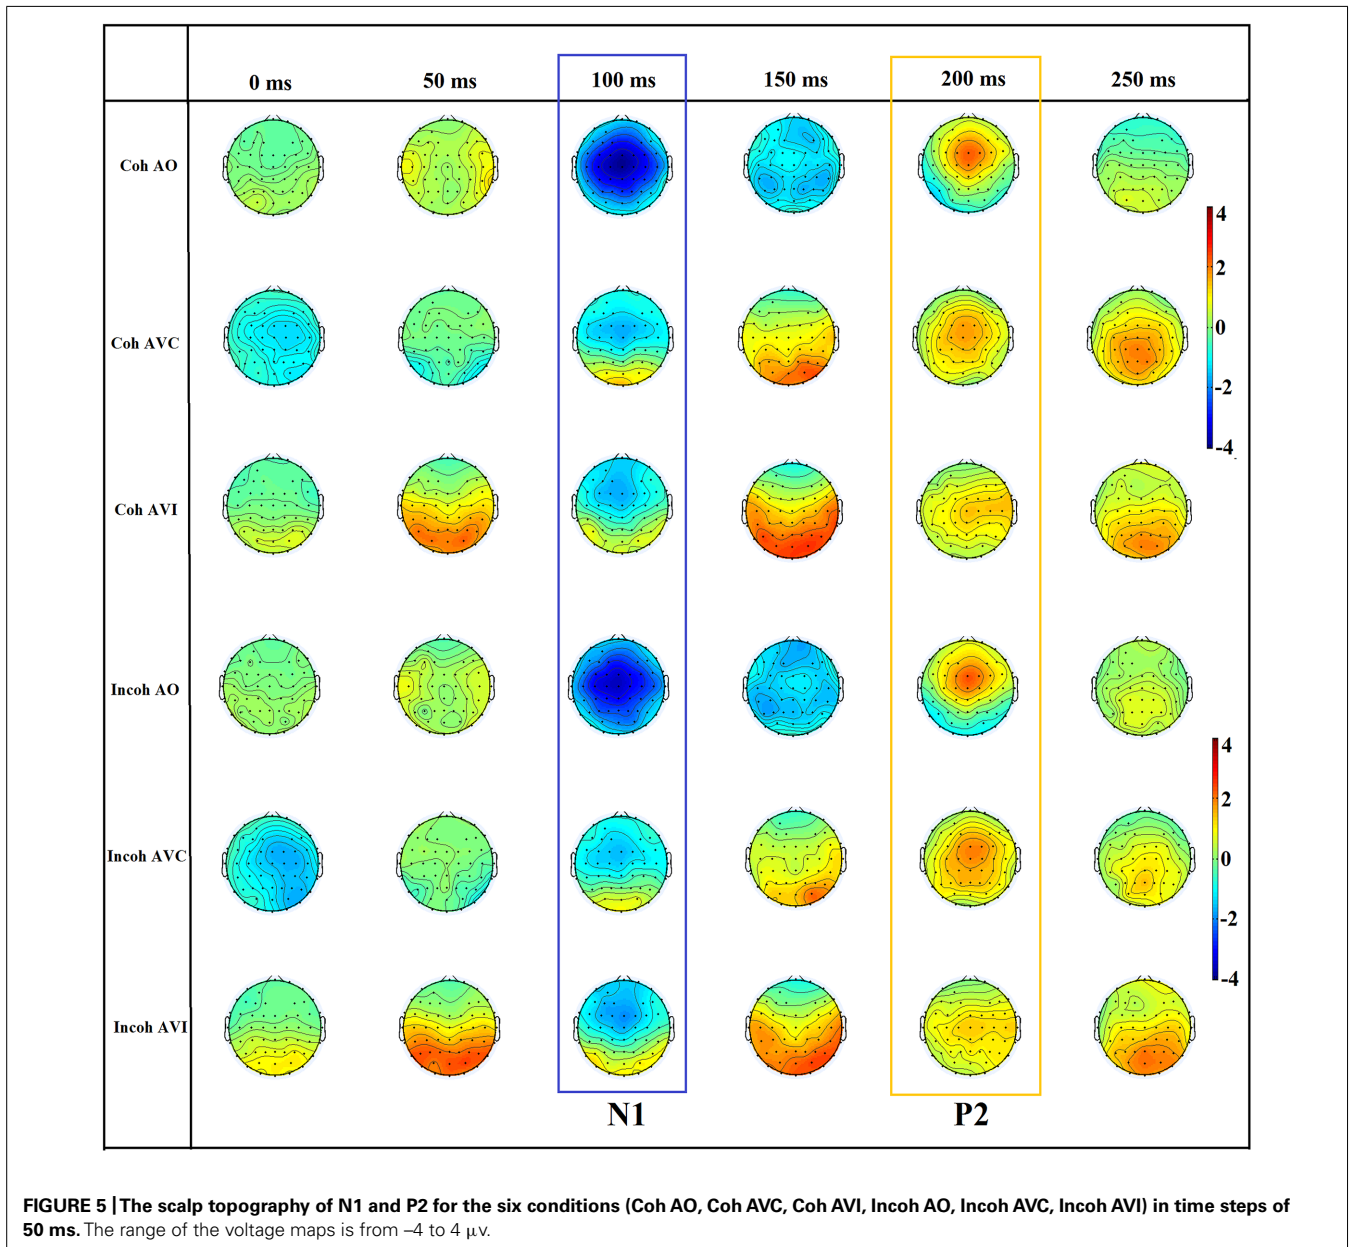 0 ms 50 ms 100 ms 150 ms 200 ms 250 ms
Coh AO
4
2
0
-2
-4
Coh AVC
Coh AVI
Incoh AO
4
2
0
-2
-4
Incoh AVC
Incoh AVI
N1 P2
FIGURE 5 | The scalp topography of N1 and P2 for the six conditions (Coh AO, Coh AVC, Coh AVI, Incoh AO, Incoh AVC, Incoh AVI) in time steps of
50 ms. The range of the voltage maps is from –4 to 4 μv.